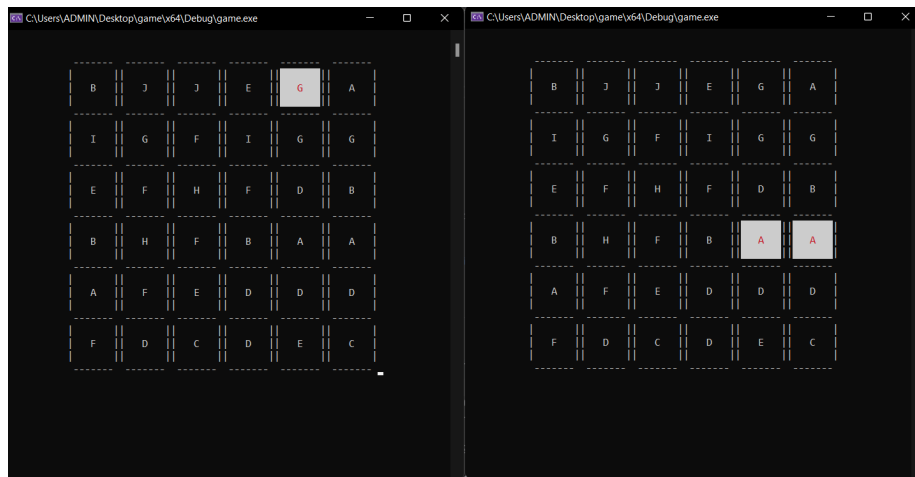 C:\Users\ADMIN\Desktop\game\x64\Debug\game.exe
B J J E G A
I G F I G G
E F H F D B
B H F B A A
A F E D D D
F D C D E C
C:\Users\ADMIN\Desktop\game\x64\Debug\game.exe
B J J E G A
I G F I G G
E F H F D B
B H F B A A
A F E D D D
F D C D E C